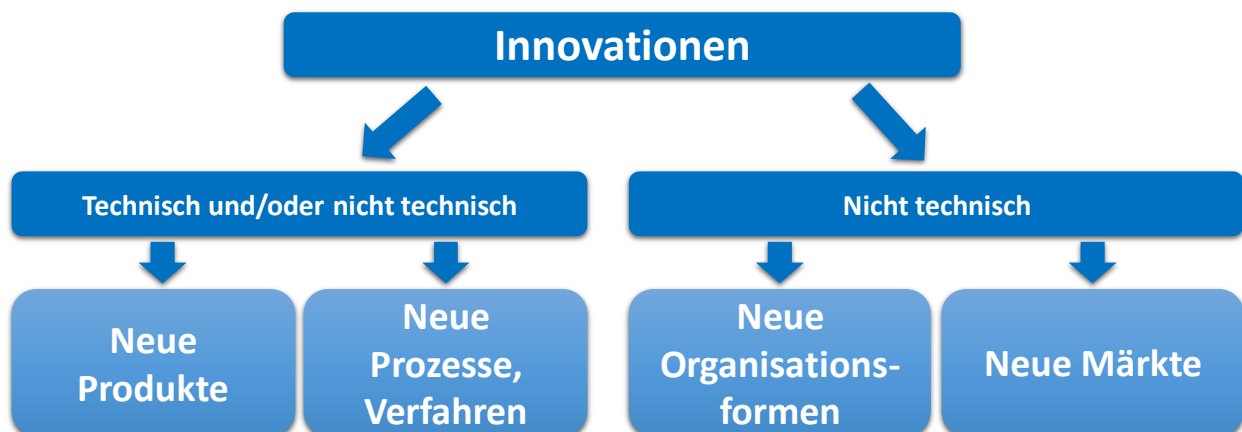 Innovationen
Technisch und/oder nicht technisch
Nicht technisch
Neue
Produkte
Neue
Prozesse,
Verfahren
Neue
Organisations-
formen
Neue Märkte